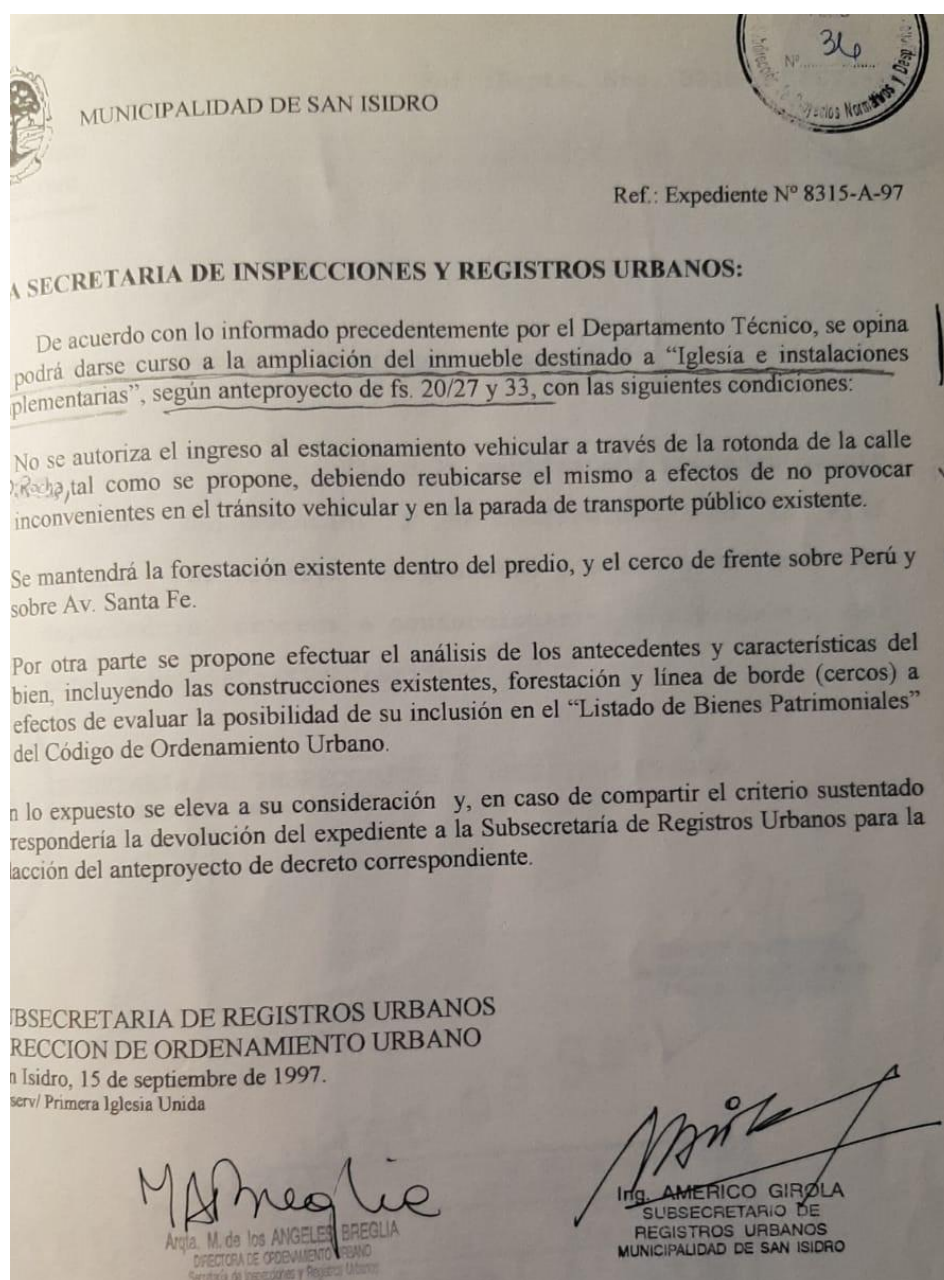 Nº 36
MUNICIPALIDAD DE SAN ISIDRO
Ref.: Expediente Nº 8315-A-97
A SECRETARIA DE INSPECCIONES Y REGISTROS URBANOS:
De acuerdo con lo informado precedentemente por el Departamento Técnico, se opina
podrá darse curso a la ampliación del inmueble destinado a “Iglesia e instalaciones
plementarias”, según anteproyecto de fs. 20/27 y 33, con las siguientes condiciones:
No se autoriza el ingreso al estacionamiento vehicular a través de la rotonda de la calle
tal como se propone, debiendo reubicarse el mismo a efectos de no provocar
inconvenientes en el tránsito vehicular y en la parada de transporte público existente.
Se mantendrá la forestación existente dentro del predio, y el cerco de frente sobre Perú y
sobre Av. Santa Fe.
Por otra parte se propone efectuar el análisis de los antecedentes y características del
bien, incluyendo las construcciones existentes, forestación y línea de borde (cercos) a
efectos de evaluar la posibilidad de su inclusión en el “Listado de Bienes Patrimoniales”
del Código de Ordenamiento Urbano.
n lo expuesto se eleva a su consideración y, en caso de compartir el criterio sustentado
respondería la devolución del expediente a la Subsecretaría de Registros Urbanos para la
acción del anteproyecto de decreto correspondiente.
BSECRETARIA DE REGISTROS URBANOS
RECCION DE ORDENAMIENTO URBANO
n Isidro, 15 de septiembre de 1997.
serv/ Primera Iglesia Unida
Arqta. M. de los ANGELES BREGLIA
DIRECTORA DE ORDENAMIENTO URBANO
Secretaría de Inspecciones y Registros Urbanos
Ing. AMERICO GIROLA
SUBSECRETARIO DE
REGISTROS URBANOS
MUNICIPALIDAD DE SAN ISIDRO